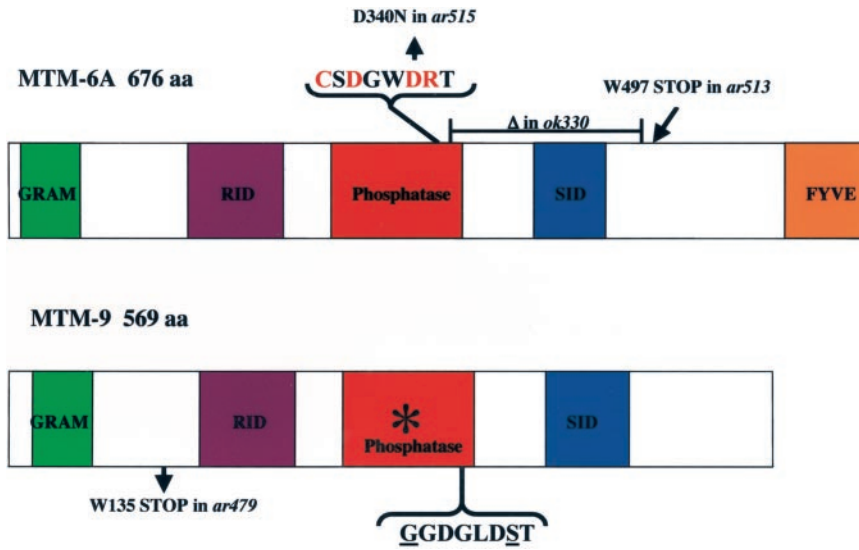 D340N in ar515
MTM-6A 676 aa
CSDGWDRT
W497 STOP in ar513
Δ in ok330
GRAM RID Phosphatase SID FYVE
MTM-9 569 aa
GRAM RID * Phosphatase SID
W135 STOP in ar479
GGDGLDST